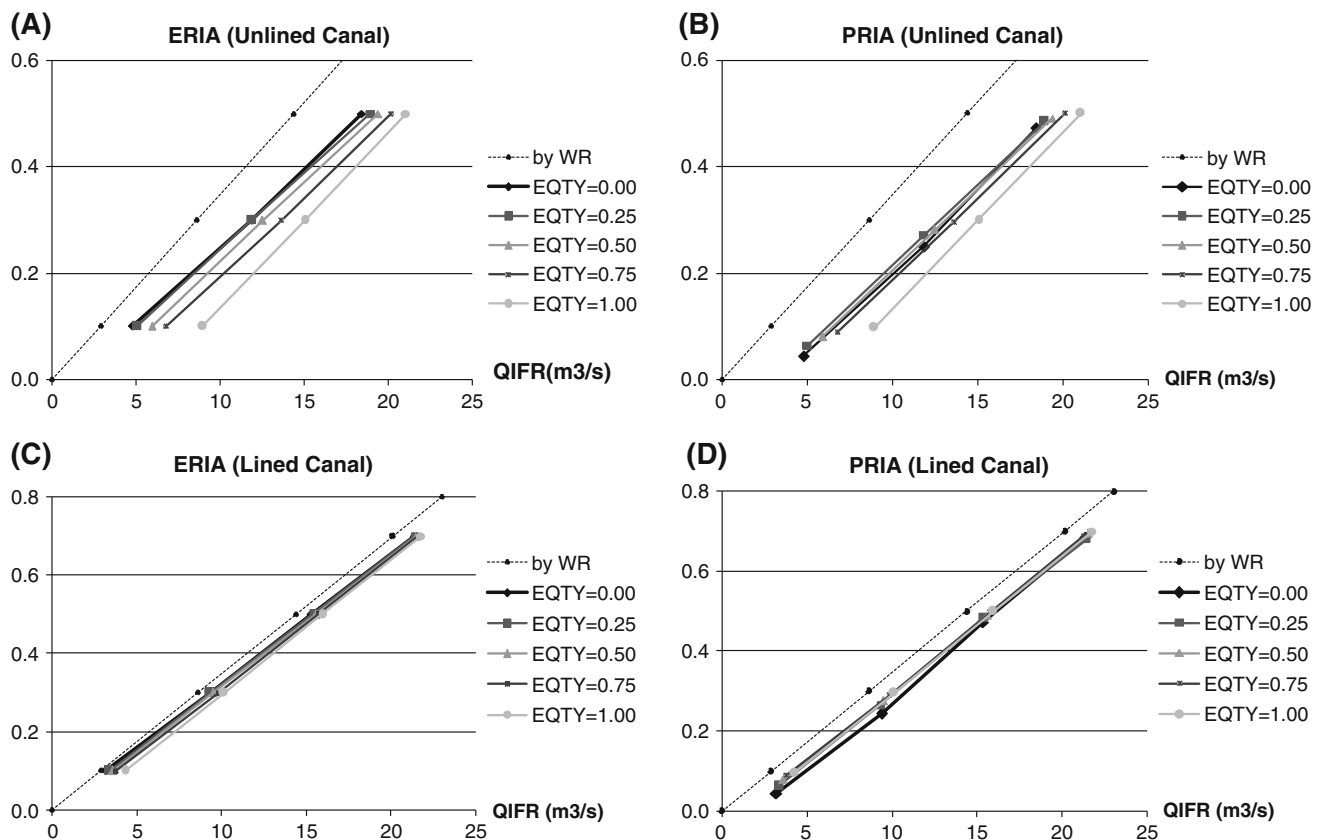 (A)
ERIA (Unlined Canal)
0.6
0.4
0.2
0.0
0 5 10 15 20 25
QIFR(m3/s)
by WR
EQTY=0.00
EQTY=0.25
EQTY=0.50
EQTY=0.75
EQTY=1.00
(B)
PRIA (Unlined Canal)
0.6
0.4
0.2
0.0
0 5 10 15 20 25
QIFR (m3/s)
by WR
EQTY=0.00
EQTY=0.25
EQTY=0.50
EQTY=0.75
EQTY=1.00
(C)
ERIA (Lined Canal)
0.8
0.6
0.4
0.2
0.0
0 5 10 15 20 25
QIFR (m3/s)
by WR
EQTY=0.00
EQTY=0.25
EQTY=0.50
EQTY=0.75
EQTY=1.00
(D)
PRIA (Lined Canal)
0.8
0.6
0.4
0.2
0.0
0 5 10 15 20 25
QIFR (m3/s)
by WR
EQTY=0.00
EQTY=0.25
EQTY=0.50
EQTY=0.75
EQTY=1.00